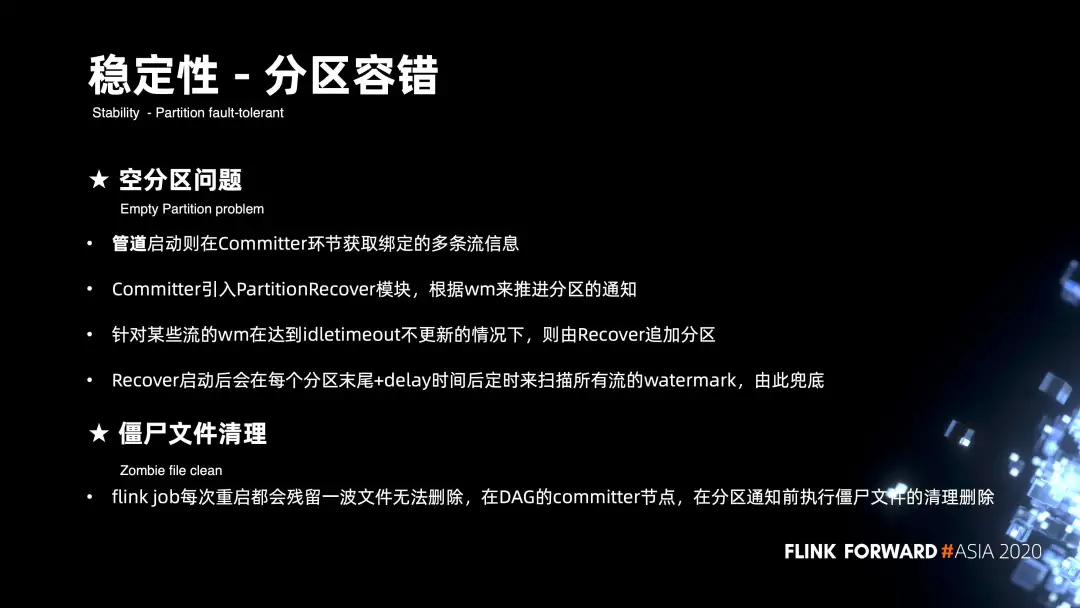 稳定性 - 分区容错
Stability - Partition fault-tolerant
★ 空分区问题
Empty Partition problem
• 管道启动则在Committer环节获取绑定的多条流信息
• Committer引入PartitionRecover模块，根据wm来推进分区的通知
• 针对某些流的wm在达到idletimeout不更新的情况下，则由Recover追加分区
• Recover启动后会在每个分区末尾+delay时间后定时来扫描所有流的watermark，由此兜底
★ 僵尸文件清理
Zombie file clean
• flink job每次重启都会残留一波文件无法删除，在DAG的committer节点，在分区通知前执行僵尸文件的清理删除
FLINK FORWARD #ASIA 2020